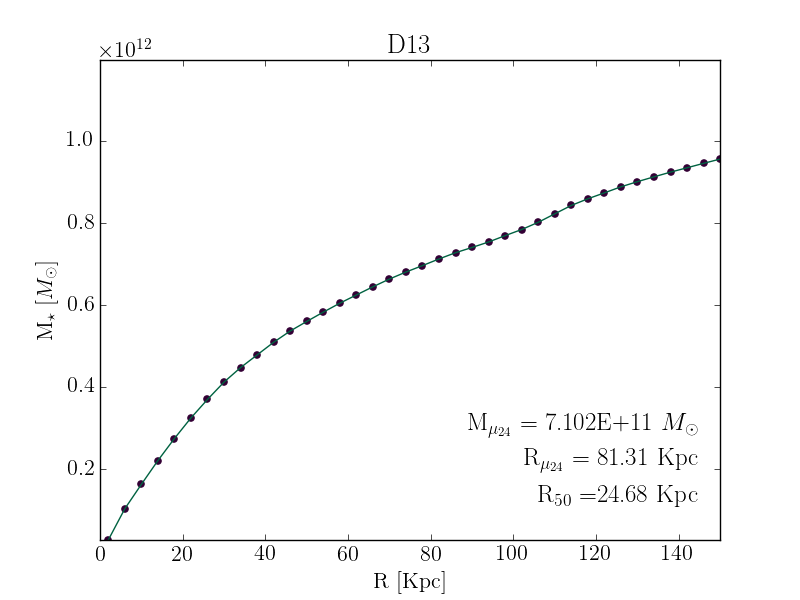 D13
×10¹²
1.0
0.8
0.6
0.4
0.2
M⋆ [M⊙]
M_μ₂₄ = 7.102E+11 M⊙
R_μ₂₄ = 81.31 Kpc
R₅₀ =24.68 Kpc
0 20 40 60 80 100 120 140
R [Kpc]